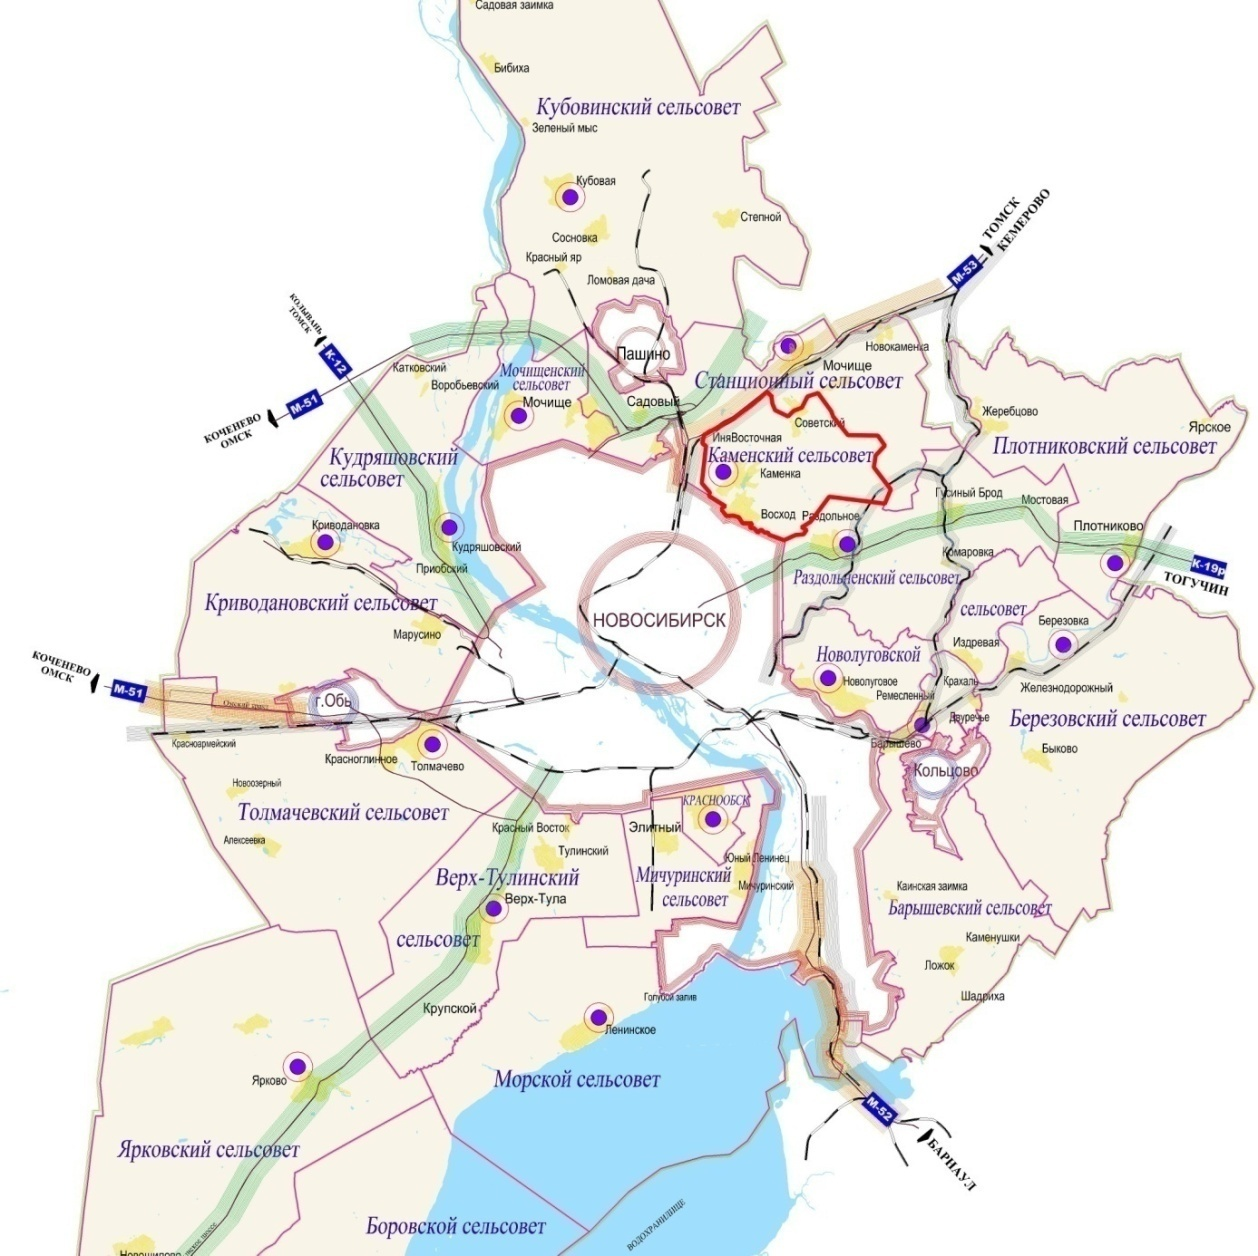 Садовая заимка
Бибиха
Кубовинский сельсовет
Зеленый мыс
Кубовая
Степной
Сосновка
Красный яр
Ломовая дача
ТОМСК
КЕМЕРОВО
М-53
КОЛЫВАНЬ
ТОМСК
К-12
М-51
КОЧЕНЕВО
ОМСК
Пашино
Катковский
Воробьевский
Мочищенский
сельсовет
Мочище
Садовый
Новокаменка
Мочище
Станционный сельсовет
Советский
ИняВосточная
Каменский сельсовет
Каменка
Восход
Раздольное
Жеребцово
Ярское
Плотниковский сельсовет
Гусиный Брод
Мостовая
Плотниково
К-19р
ТОГУЧИН
Комаровка
Кудряшовский
сельсовет
Криводановка
Кудряшовский
Приобский
Криводановский сельсовет
Марусино
НОВОСИБИРСК
Раздольненский сельсовет
сельсовет
Березовка
Издревая
Новолуговской
Новолуговое
Крахаль
Ремесленный
Железнодорожный
Двуречье
Березовский сельсовет
Барышево
Быково
Кольцово
КОЧЕНЕВО
ОМСК
М-51
г.Обь
Красноармейский
Красноглинное
Толмачево
Новоозерный
Толмачевский сельсовет
Алексеевка
КРАСНООБСК
Красный Восток
Элитный
Тулинский
Юный Ленинец
Верх-Тулинский
Мичуринский
сельсовет
Мичуринский
Верх-Тула
сельсовет
Каинская заимка
Барышевский сельсовет
Каменушки
Ложок
Шадриха
Крупской
Голубой залив
Ленинское
Морской сельсовет
Ярково
М-52
БАРНАУЛ
Ярковский сельсовет
Боровской сельсовет
ВОДОХРАНИЛИЩЕ